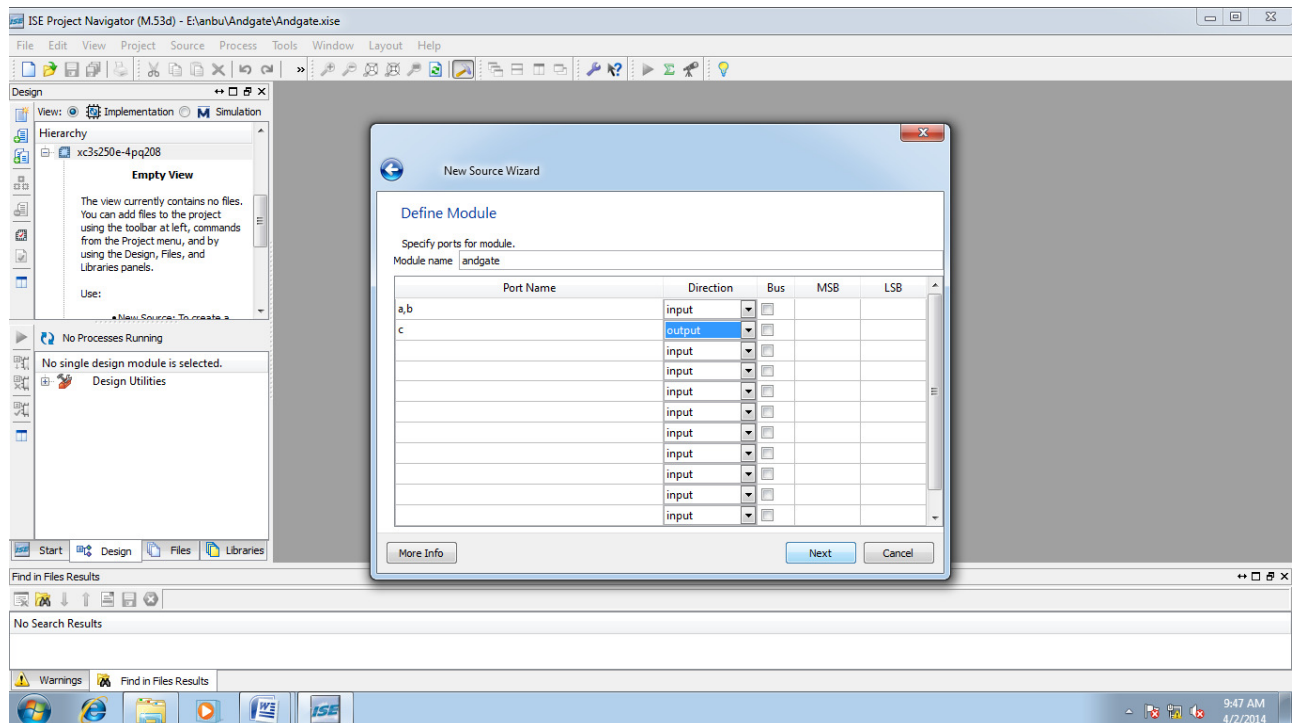 ISE Project Navigator (M.53d) - E:\anbu\Andgate\Andgate.xise
File Edit View Project Source Process Tools Window Layout Help
Design
View: Implementation Simulation
Hierarchy
xc3s250e-4pq208
Empty View
The view currently contains no files.
You can add files to the project
using the toolbar at left, commands
from the Project menu, and by
using the Design, Files, and
Libraries panels.
Use:
•New Source: To create a
No Processes Running
No single design module is selected.
Design Utilities
Start Design Files Libraries
New Source Wizard
Define Module
Specify ports for module.
Module name andgate
Port Name Direction Bus MSB LSB
a,b input
c output
input
input
input
input
input
input
input
input
input
More Info Next Cancel
Find in Files Results
No Search Results
Warnings Find in Files Results
ISE
9:47 AM
4/2/2014